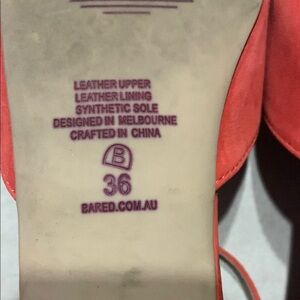 LEATHER UPPER
LEATHER LINING
SYNTHETIC SOLE
DESIGNED IN MELBOURNE
CRAFTED IN CHINA
B
36
BARED.COM.AU